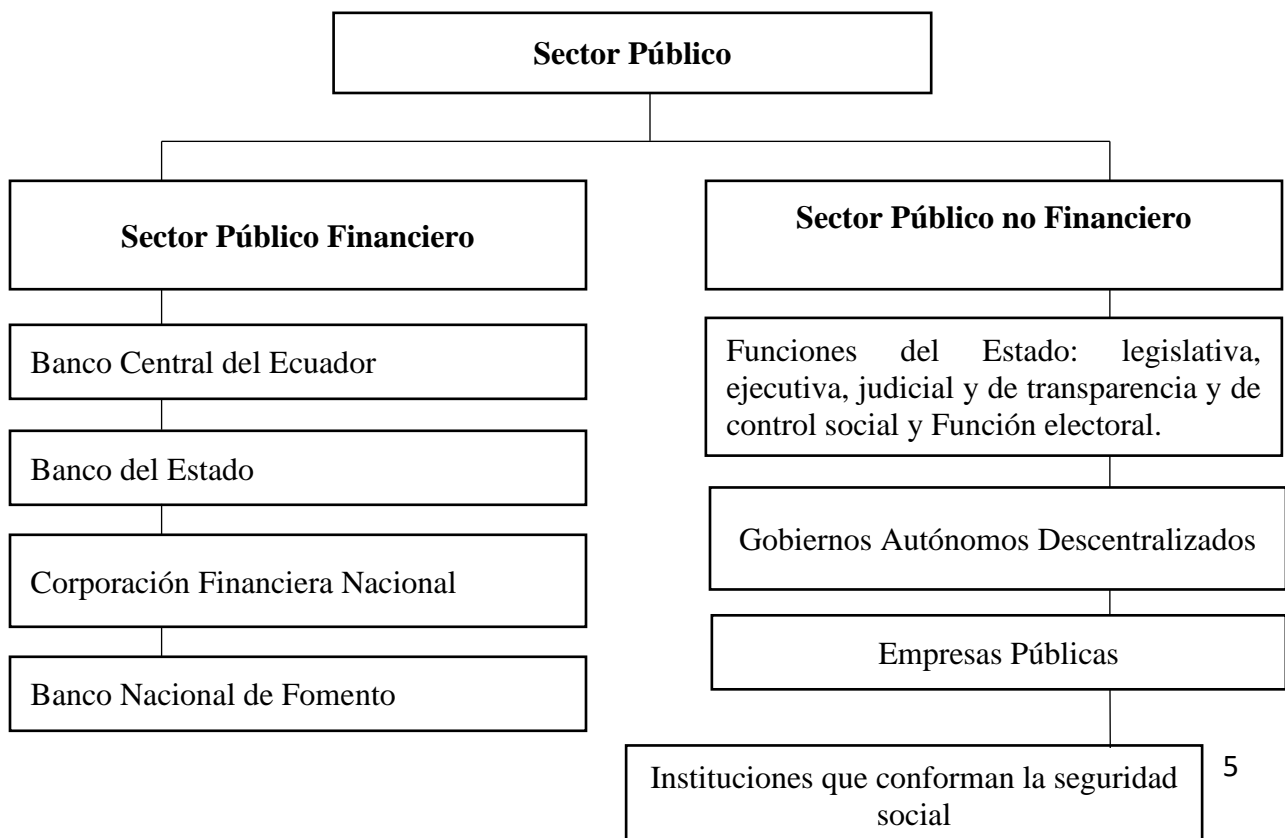 Sector Público
Sector Público Financiero
Banco Central del Ecuador
Banco del Estado
Corporación Financiera Nacional
Banco Nacional de Fomento
Sector Público no Financiero
Funciones del Estado: legislativa,
ejecutiva, judicial y de transparencia y de
control social y Función electoral.
Gobiernos Autónomos Descentralizados
Empresas Públicas
Instituciones que conforman la seguridad
social
5